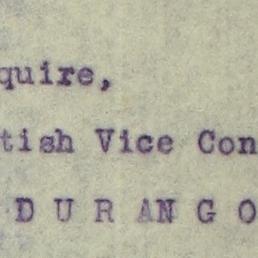 quire,
tish Vice Con
D U R AN G O